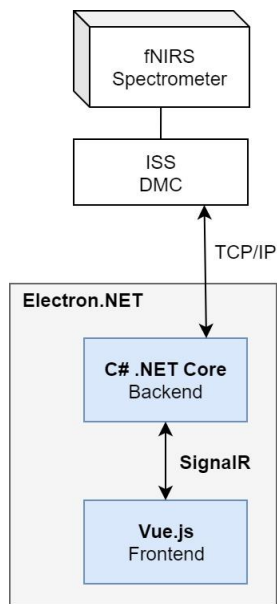 fNIRS
Spectrometer
ISS
DMC
TCP/IP
Electron.NET
C# .NET Core
Backend
SignalR
Vue.js
Frontend